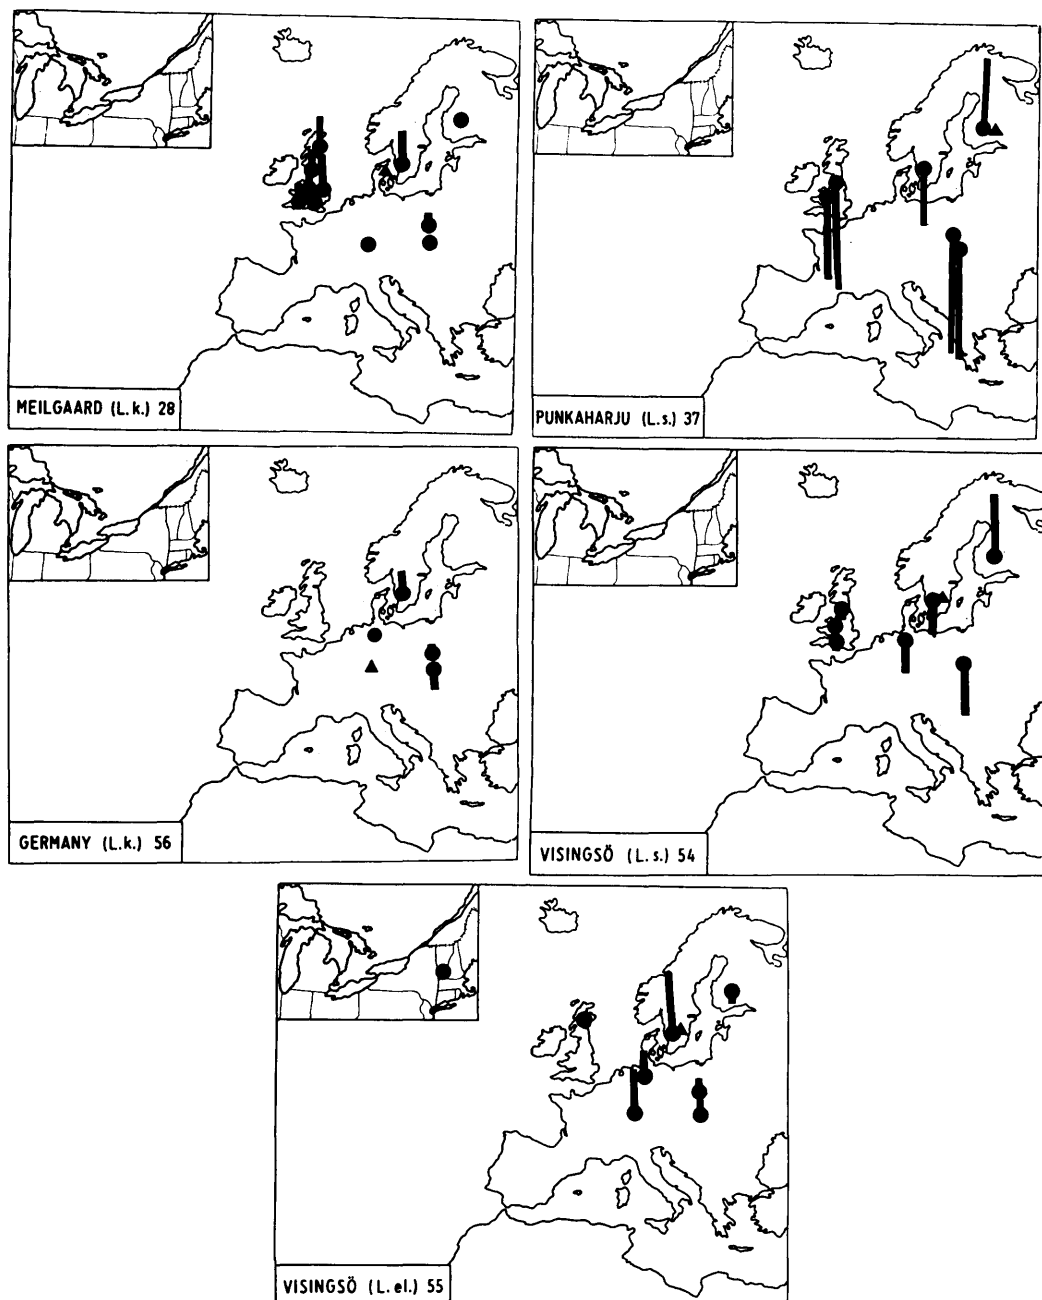 MEILGAARD (L. k.) 28
PUNKAHARJU (L. s.) 37
GERMANY (L. k.) 56
VISINGSÖ (L. s.) 54
VISINGSÖ (L. el.) 55